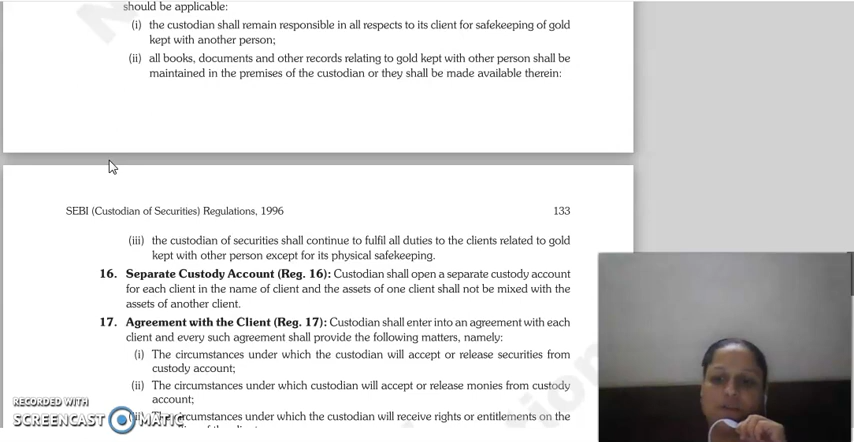 should be applicable:
(i) the custodian shall remain responsible in all respects to its client for safekeeping of gold
kept with another person;
(ii) all books, documents and other records relating to gold kept with other person shall be
maintained in the premises of the custodian or they shall be made available therein:
SEBI (Custodian of Securities) Regulations, 1996 133
(iii) the custodian of securities shall continue to fulfil all duties to the clients related to gold
kept with other person except for its physical safekeeping.
16. Separate Custody Account (Reg. 16): Custodian shall open a separate custody account
for each client in the name of client and the assets of one client shall not be mixed with the
assets of another client.
17. Agreement with the Client (Reg. 17): Custodian shall enter into an agreement with each
client and every such agreement shall provide the following matters, namely:
(i) The circumstances under which the custodian will accept or release securities from
custody account;
(ii) The circumstances under which custodian will accept or release monies from custody
account;
circumstances under which the custodian will receive rights or entitlements on the
RECORDED WITH
SCREENCAST MATIC